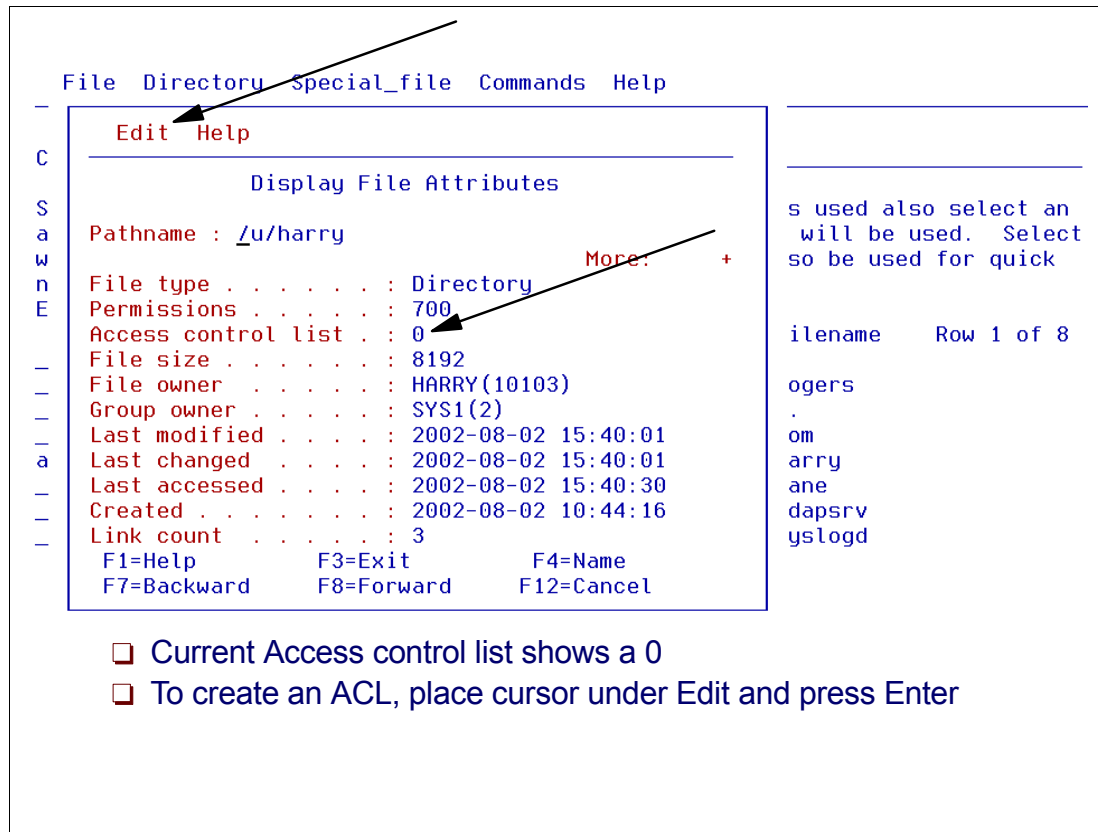 File  Directory  Special_file  Commands  Help
Edit  Help
C
Display File Attributes
S s used also select an
a Pathname : /u/harry will be used.  Select
w More:     + so be used for quick
n File type . . . . . . : Directory
E Permissions . . . . . : 700
Access control list . : 0 ilename    Row 1 of 8
_ File size . . . . . . : 8192
_ File owner  . . . . . : HARRY(10103) ogers
_ Group owner . . . . . : SYS1(2) .
_ Last modified . . . . : 2002-08-02 15:40:01 om
a Last changed  . . . . : 2002-08-02 15:40:01 arry
_ Last accessed . . . . : 2002-08-02 15:40:30 ane
_ Created . . . . . . . : 2002-08-02 10:44:16 dapsrv
_ Link count  . . . . . : 3 yslogd
F1=Help        F3=Exit        F4=Name
F7=Backward    F8=Forward    F12=Cancel
❑ Current Access control list shows a 0
❑ To create an ACL, place cursor under Edit and press Enter